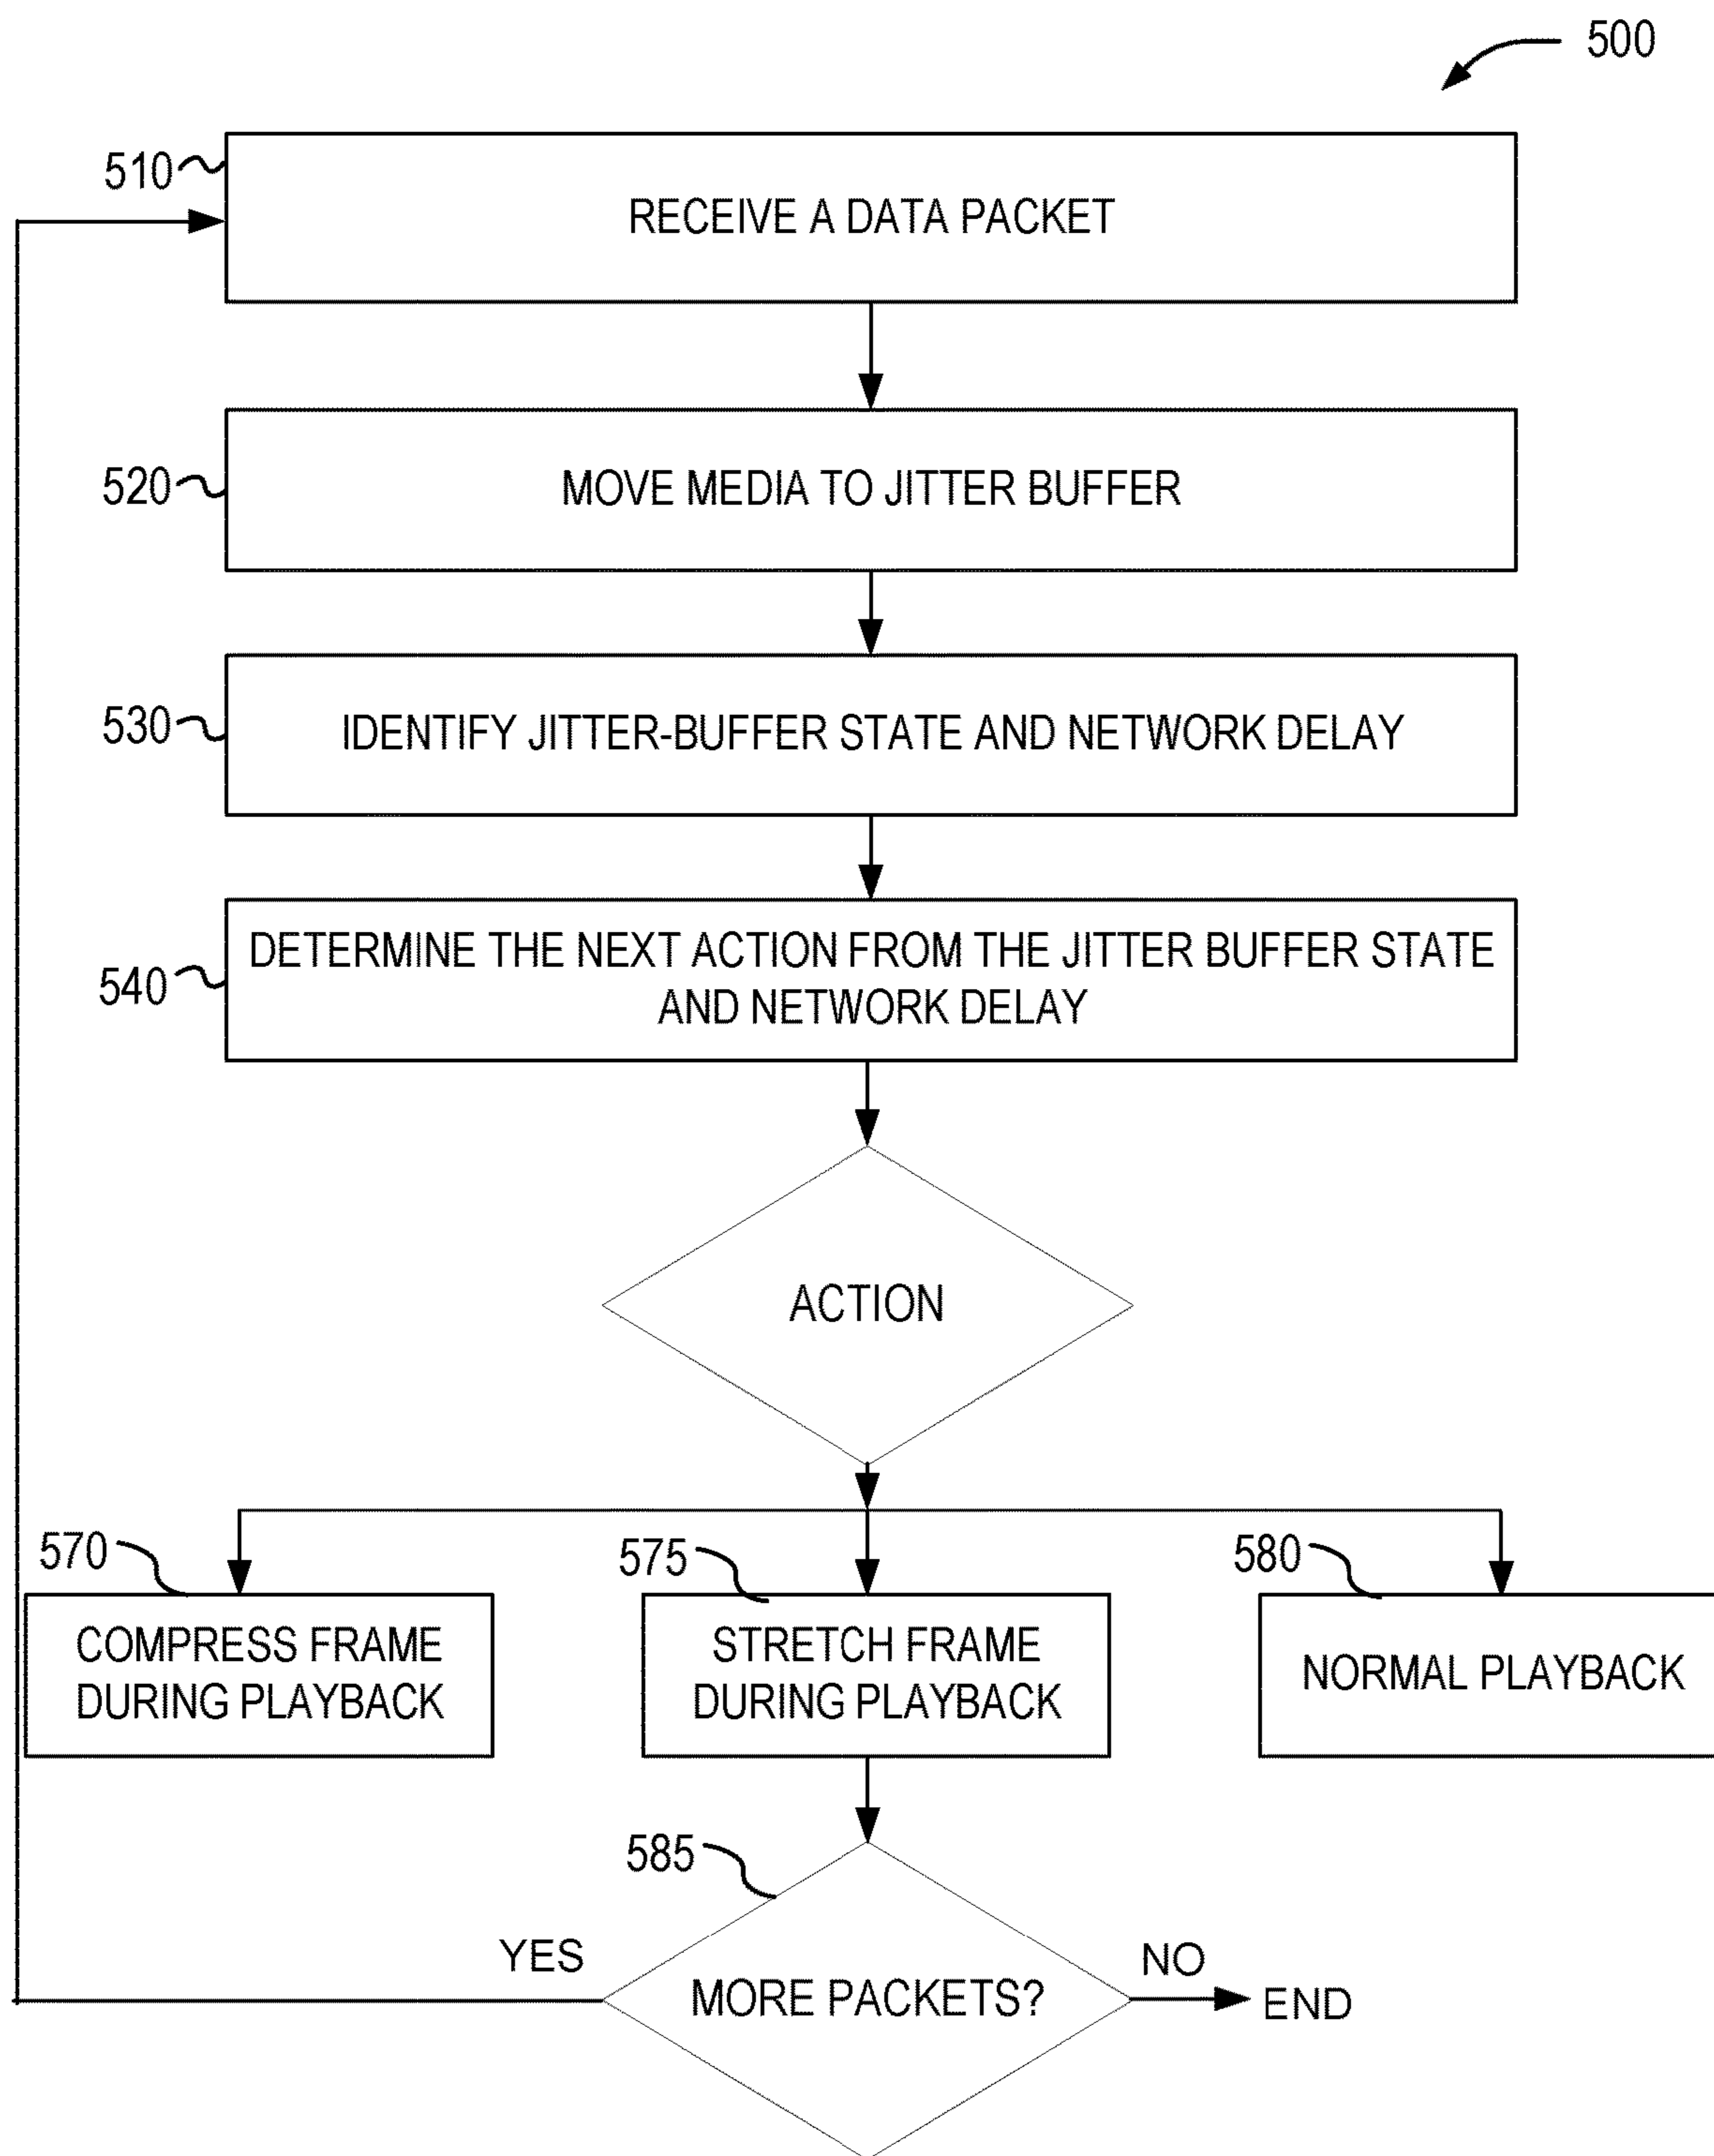 500
510
RECEIVE A DATA PACKET
520
MOVE MEDIA TO JITTER BUFFER
530
IDENTIFY JITTER-BUFFER STATE AND NETWORK DELAY
540
DETERMINE THE NEXT ACTION FROM THE JITTER BUFFER STATE
AND NETWORK DELAY
ACTION
570
COMPRESS FRAME
DURING PLAYBACK
575
STRETCH FRAME
DURING PLAYBACK
580
NORMAL PLAYBACK
585
YES
MORE PACKETS?
NO
END